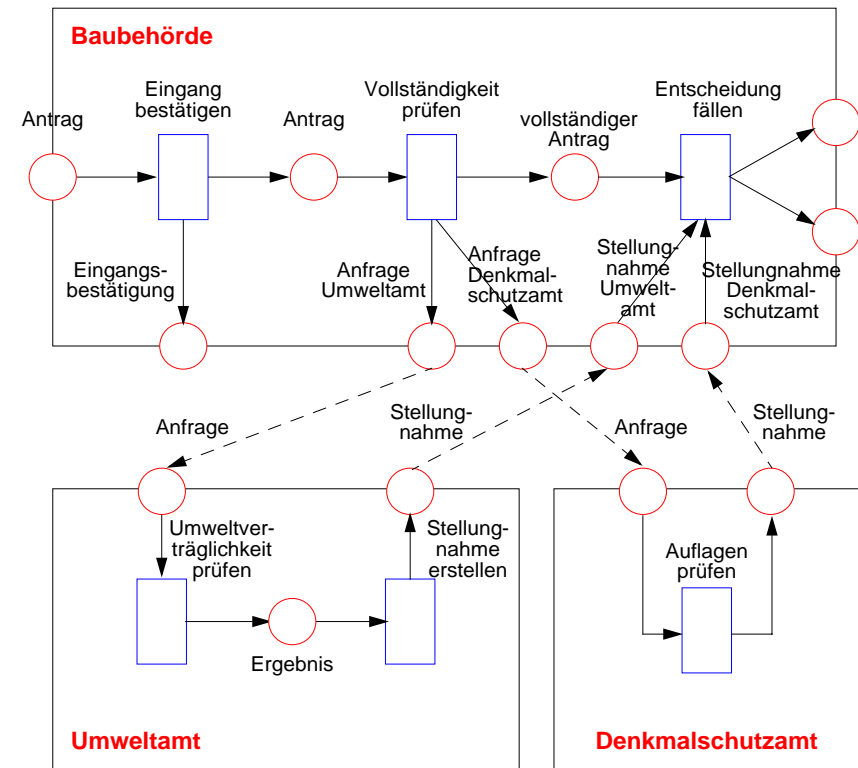 Baubehörde
Eingang
bestätigen
Vollständigkeit
prüfen
Entscheidung
fällen
Antrag
Antrag
vollständiger
Antrag
Eingangs-
bestätigung
Anfrage
Umweltamt
Anfrage
Denkmal-
schutzamt
Stellung-
nahme
Umwelt-
amt
Stellungnahme
Denkmal-
schutzamt
Anfrage
Stellung-
nahme
Anfrage
Stellung-
nahme
Umweltver-
träglichkeit
prüfen
Stellung-
nahme
erstellen
Auflagen
prüfen
Ergebnis
Umweltamt
Denkmalschutzamt